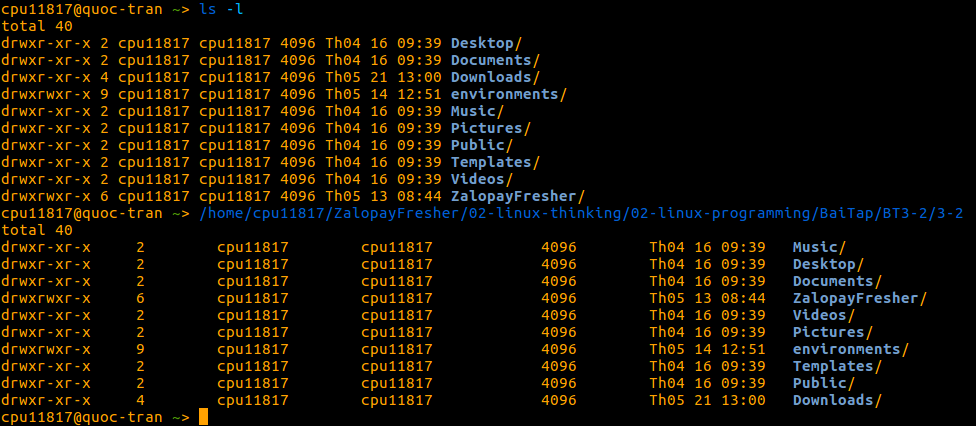 cpu11817@quoc-tran ~> ls -l
total 40
drwxr-xr-x 2 cpu11817 cpu11817 4096 Th04 16 09:39 Desktop/
drwxr-xr-x 2 cpu11817 cpu11817 4096 Th04 16 09:39 Documents/
drwxr-xr-x 4 cpu11817 cpu11817 4096 Th05 21 13:00 Downloads/
drwxrwxr-x 9 cpu11817 cpu11817 4096 Th05 14 12:51 environments/
drwxr-xr-x 2 cpu11817 cpu11817 4096 Th04 16 09:39 Music/
drwxr-xr-x 2 cpu11817 cpu11817 4096 Th04 16 09:39 Pictures/
drwxr-xr-x 2 cpu11817 cpu11817 4096 Th04 16 09:39 Public/
drwxr-xr-x 2 cpu11817 cpu11817 4096 Th04 16 09:39 Templates/
drwxr-xr-x 2 cpu11817 cpu11817 4096 Th04 16 09:39 Videos/
drwxrwxr-x 6 cpu11817 cpu11817 4096 Th05 13 08:44 ZalopayFresher/
cpu11817@quoc-tran ~> /home/cpu11817/ZalopayFresher/02-linux-thinking/02-linux-programming/BaiTap/BT3-2/3-2
total 40
drwxr-xr-x 2 cpu11817 cpu11817 4096 Th04 16 09:39 Music/
drwxr-xr-x 2 cpu11817 cpu11817 4096 Th04 16 09:39 Desktop/
drwxr-xr-x 2 cpu11817 cpu11817 4096 Th04 16 09:39 Documents/
drwxrwxr-x 6 cpu11817 cpu11817 4096 Th05 13 08:44 ZalopayFresher/
drwxr-xr-x 2 cpu11817 cpu11817 4096 Th04 16 09:39 Videos/
drwxr-xr-x 2 cpu11817 cpu11817 4096 Th04 16 09:39 Pictures/
drwxrwxr-x 9 cpu11817 cpu11817 4096 Th05 14 12:51 environments/
drwxr-xr-x 2 cpu11817 cpu11817 4096 Th04 16 09:39 Templates/
drwxr-xr-x 2 cpu11817 cpu11817 4096 Th04 16 09:39 Public/
drwxr-xr-x 4 cpu11817 cpu11817 4096 Th05 21 13:00 Downloads/
cpu11817@quoc-tran ~>